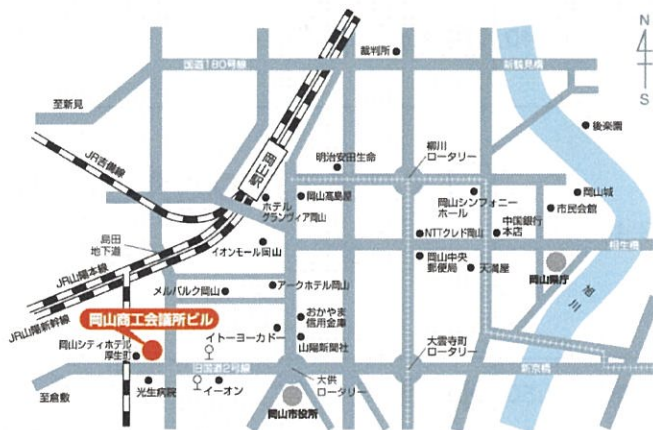 N
S
裁判所
国道180号線
新鶴見橋
至新見
JR吉備線
岡山駅
後楽園
明治安田生命
柳川
ロータリー
岡山高島屋
ホテル
グランヴィア岡山
岡山シンフォニー
ホール
岡山城
市民会館
中国銀行
本店
NTTクレド岡山
相生橋
島田
地下道
イオンモール岡山
岡山中央
郵便局
天満屋
岡山県庁
旭川
JR山陽本線
JR山陽新幹線
メルパルク岡山
アークホテル岡山
岡山商工会議所ビル
おかやま
信用金庫
イトーヨーカドー
山陽新聞社
大雲寺町
ロータリー
岡山シティホテル
厚生町
旧国道2号線
大供
ロータリー
新京橋
光生病院
イーオン
至倉敷
岡山市役所